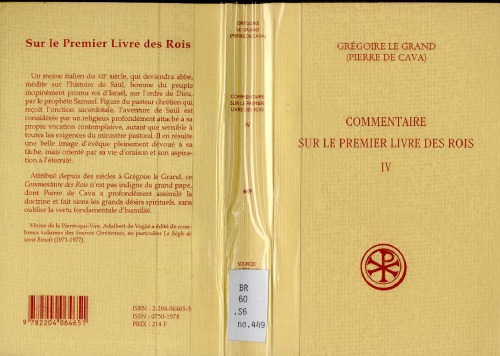 Sur le Premier Livre des Rois
Un moine italien du XIIe siècle, qui deviendra abbé,
médite sur l'histoire de Saül, homme du peuple
inopinément promu roi d'Israël, sur l'ordre de Dieu,
par le prophète Samuel. Figure du pasteur chrétien qui
reçoit l'onction sacerdotale, l'aventure de Saül est
considérée par un religieux profondément attaché à sa
propre vocation contemplative, autant que sensible à
toutes les exigences du ministère pastoral. Il en résulte
une belle image d'évêque pleinement dévoué à sa
tâche, mais orienté par sa vie d'oraison et son aspira-
tion à l'éternité.
Attribué depuis des siècles à Grégoire le Grand, ce
Commentaire des Rois n'est pas indigne du grand pape,
dont Pierre de Cava a profondément assimilé la
doctrine et fait siens les grands désirs spirituels, sans
oublier la vertu fondamentale d'humilité.
Moine de la Pierre-qui-Vire, Adalbert de Vogüé a édité de nom-
breux volumes des Sources Chrétiennes, en particulier La Règle de
saint Benoît (1971-1977).
9 782204 064651
ISBN : 2-204-06465-3
ISSN : 0750-1978
PRIX : 214 F
GRÉGOIRE
LE GRAND
(PIERRE DE CAVA)
COMMENTAIRE
SUR LE PREMIER
LIVRE DES ROIS
IV
449
SOURCES
BR
60
.S6
no.449
GRÉGOIRE LE GRAND
(PIERRE DE CAVA)
COMMENTAIRE
SUR LE PREMIER LIVRE DES ROIS
IV